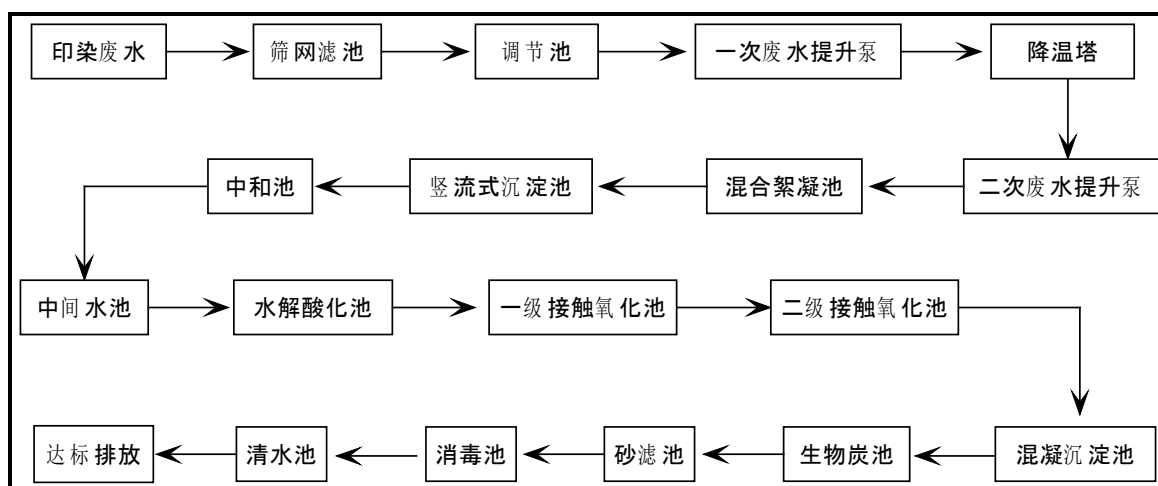 印染废水
筛网滤池
调节池
一次废水提升泵
降温塔
二次废水提升泵
混合絮凝池
竖流式沉淀池
中和池
中间水池
水解酸化池
一级接触氧化池
二级接触氧化池
混凝沉淀池
生物炭池
砂滤池
消毒池
清水池
达标排放